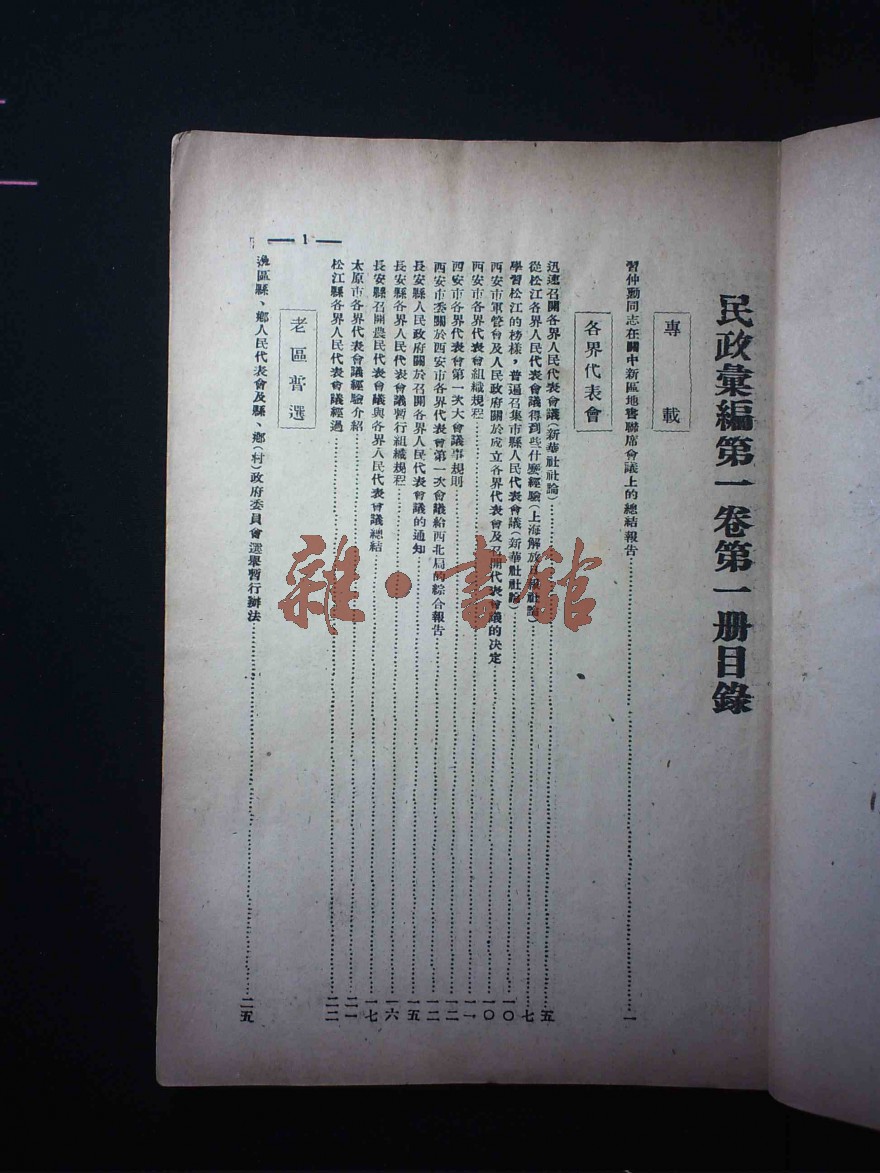 民政彙編第一卷第一册目錄
專載
習仲勳同志在關中新區地書聯席會議上的總結報告…………一
各界代表會
迅速召開各界人民代表會議（新華社社論）…………五
從松江各界人民代表會議得到些什麼經驗（上海解放日報社論）…………七
學習松江的榜樣，普遍召集市縣人民代表會議（新華社社論）…………一〇
西安市軍管會及人民政府關於成立各界代表會及召開代表會議的决定…………一〇
西安市各界代表會組織規程…………一一
西安市各界代表會第一次大會議事規則…………一二
西安市委關於西安市各界代表會第一次會議給西北局的綜合報告…………一二
長安縣人民政府關於召開各界人民代表會議的通知…………一五
長安縣各界人民代表會議暫行組織規程…………一六
長安縣召開農民代表會議與各界人民代表會議總結…………一七
太原市各界代表會議經驗介紹…………二一
松江縣各界人民代表會議經過…………二二
老區普選
邊區縣、鄉人民代表會及縣、鄉（村）政府委員會選舉暫行辦法…………二五
— 1 —
雜·書館